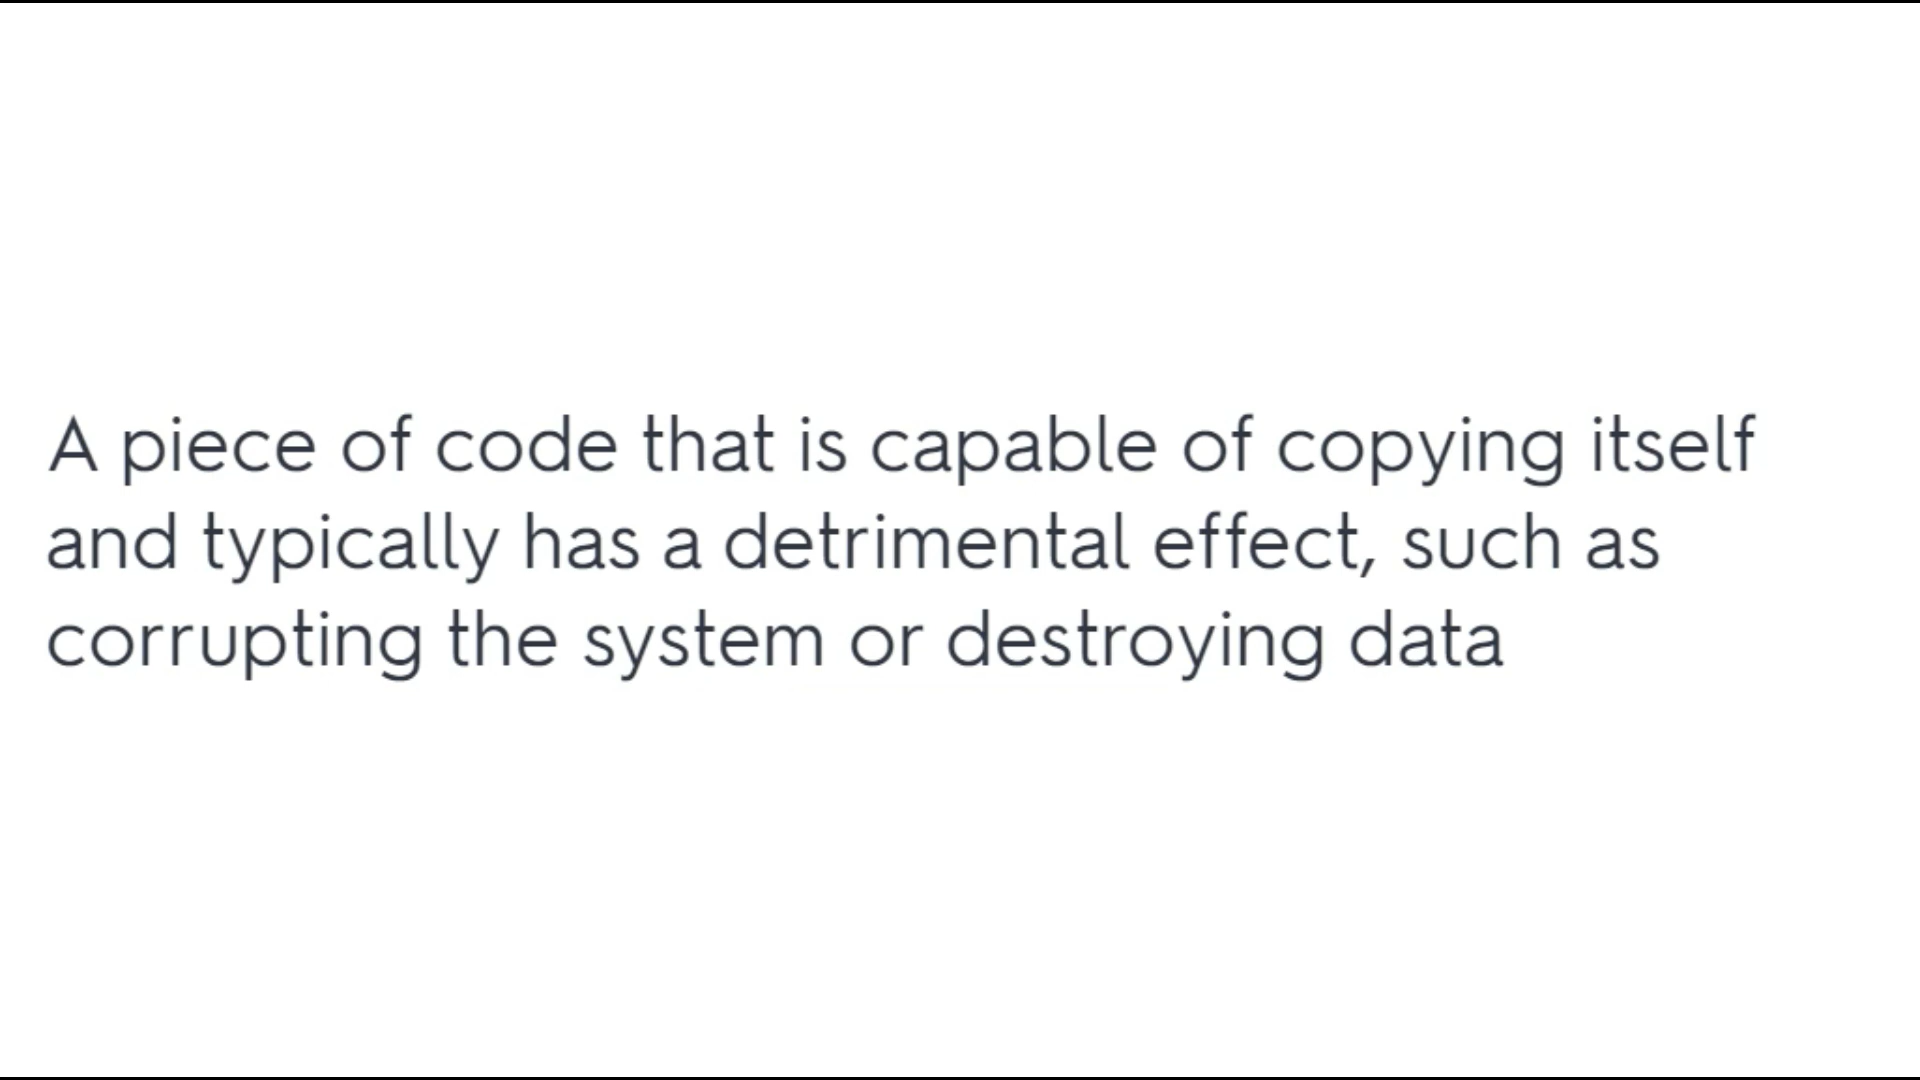 A piece of code that is capable of copying itself
and typically has a detrimental effect, such as
corrupting the system or destroying data